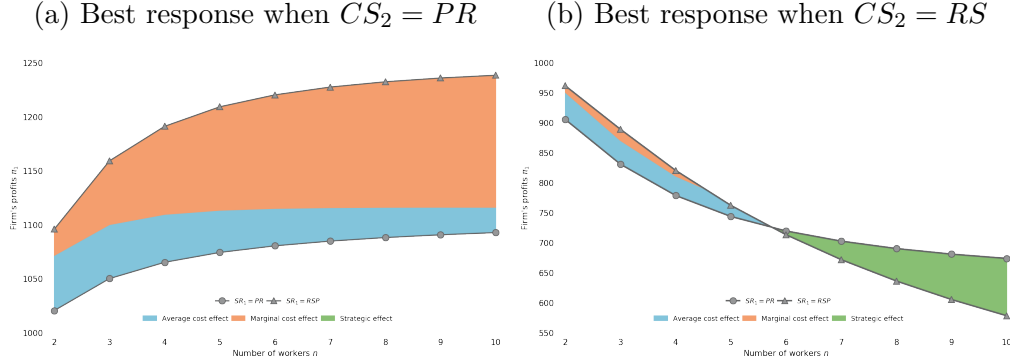 (a) Best response when CS₂ = PR
1250
1200
1150
1100
1050
1000
Firm's profits π₁
2 3 4 5 6 7 8 9 10
Number of workers n
SR₁ = PR SR₁ = RSP
Average cost effect Marginal cost effect Strategic effect
(b) Best response when CS₂ = RS
1000
950
900
850
800
750
700
650
600
550
Firm's profits π₁
2 3 4 5 6 7 8 9 10
Number of workers n
SR₁ = PR SR₁ = RSP
Average cost effect Marginal cost effect Strategic effect